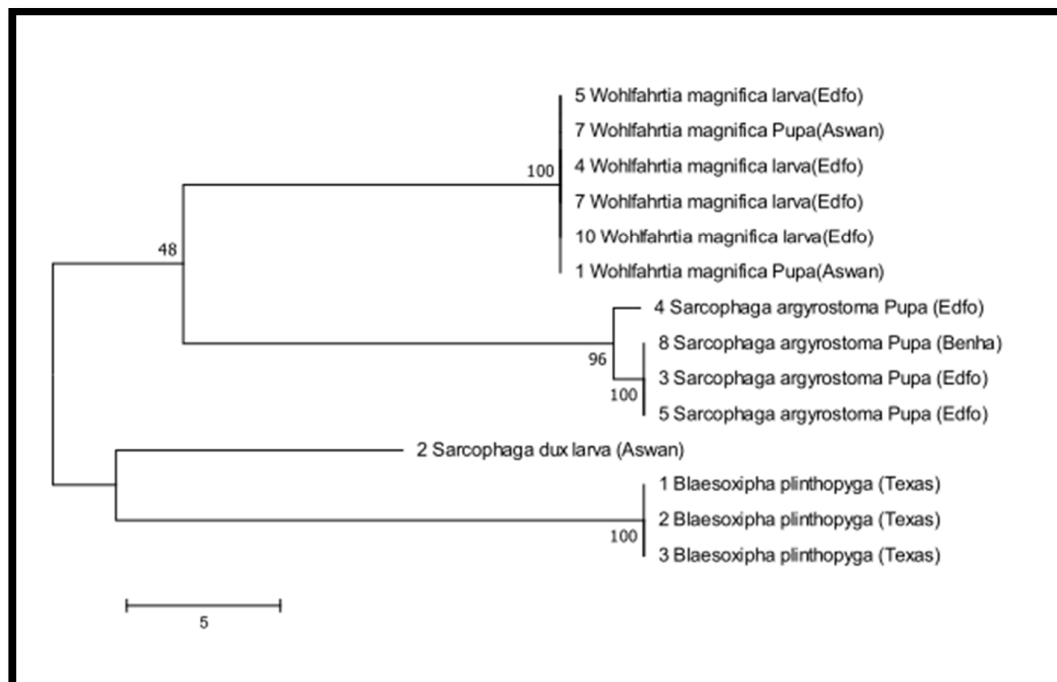 5 Wohlfahrtia magnifica larva(Edfo)
7 Wohlfahrtia magnifica Pupa(Aswan)
100
4 Wohlfahrtia magnifica larva(Edfo)
7 Wohlfahrtia magnifica larva(Edfo)
48
10 Wohlfahrtia magnifica larva(Edfo)
1 Wohlfahrtia magnifica Pupa(Aswan)
4 Sarcophaga argyrostoma Pupa (Edfo)
8 Sarcophaga argyrostoma Pupa (Benha)
96
3 Sarcophaga argyrostoma Pupa (Edfo)
100
5 Sarcophaga argyrostoma Pupa (Edfo)
2 Sarcophaga dux larva (Aswan)
1 Blaesoxipha plinthopyga (Texas)
2 Blaesoxipha plinthopyga (Texas)
100
3 Blaesoxipha plinthopyga (Texas)
5